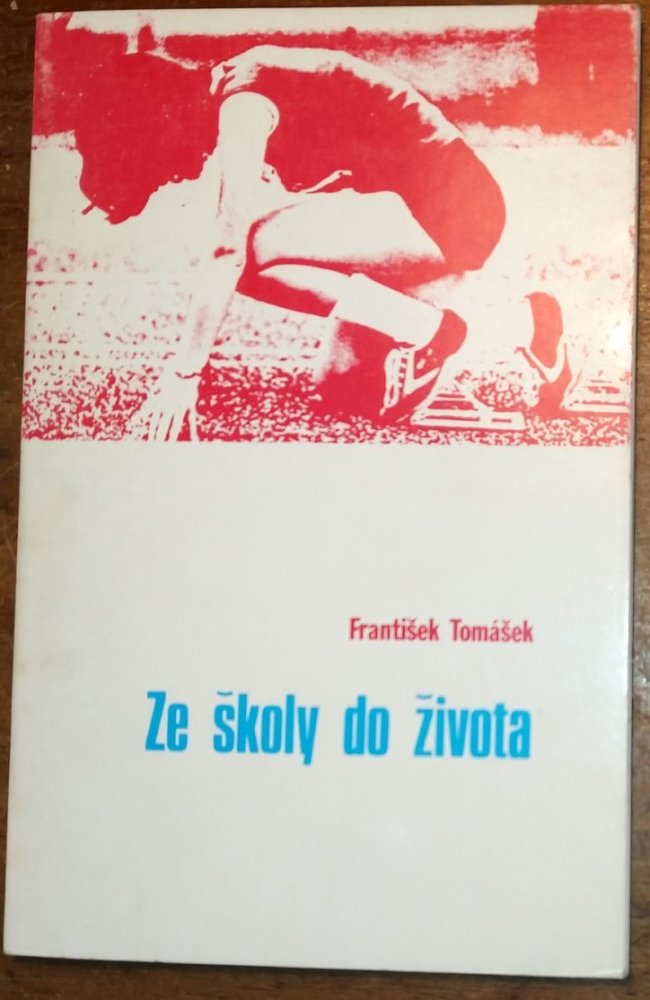 František Tomášek
Ze školy do života